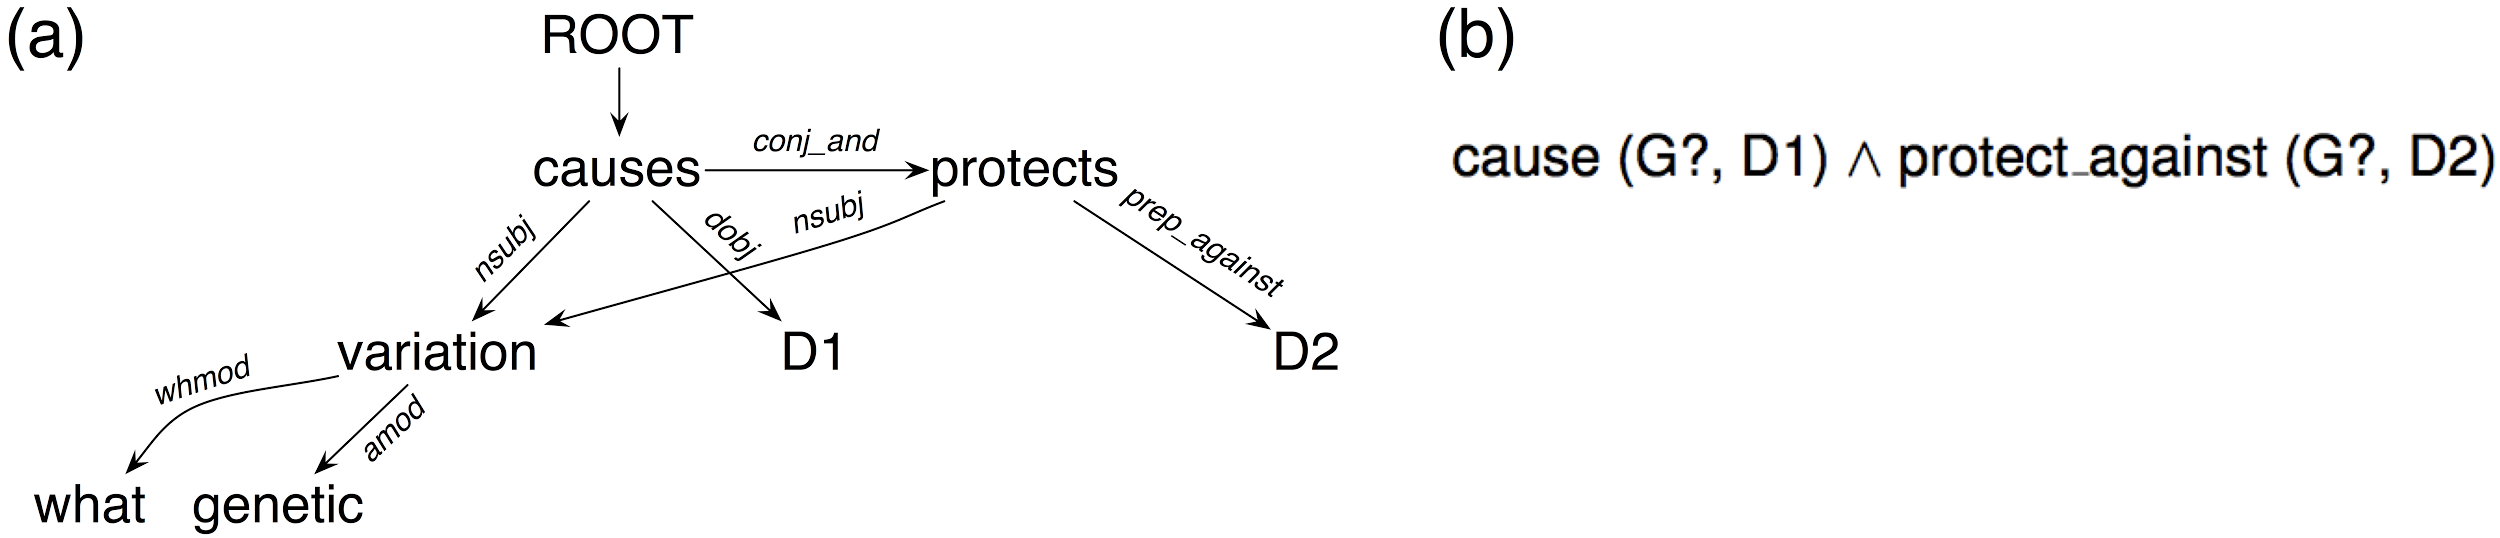 (a)
ROOT
(b)
conj_and
causes
protects
cause (G?, D1) ∧ protect_against (G?, D2)
nsubj
dobj
nsubj
prep_against
variation
D1
D2
whmod
amod
what
genetic